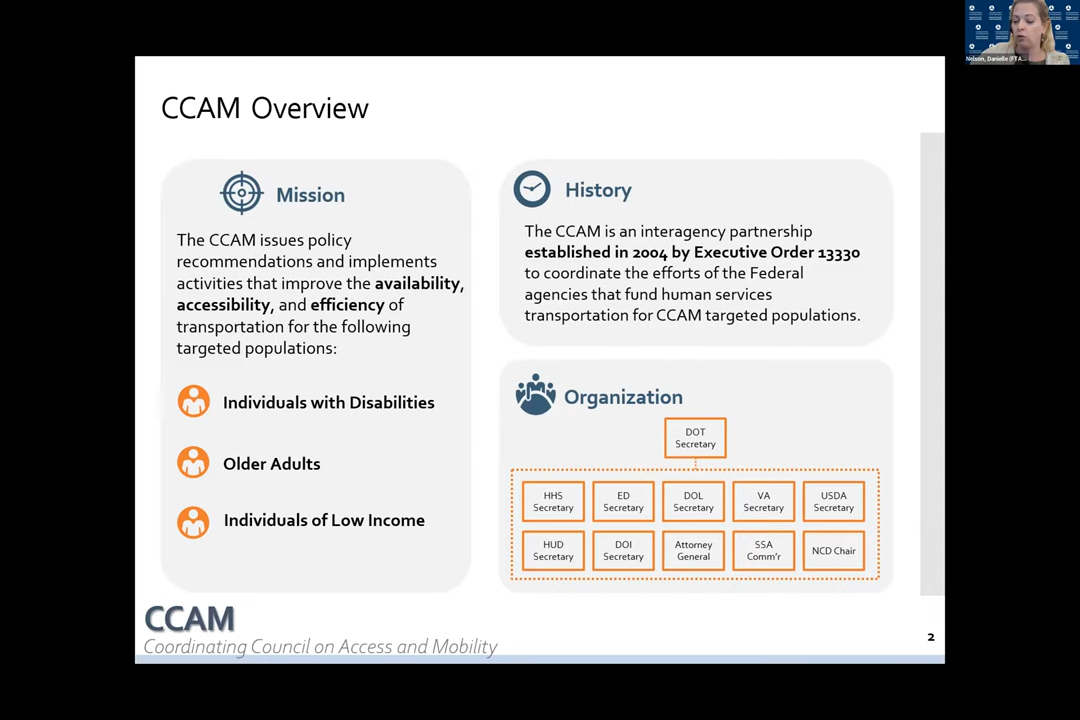 Nelson, Danielle (FTA...
CCAM Overview
Mission
The CCAM issues policy
recommendations and implements
activities that improve the availability,
accessibility, and efficiency of
transportation for the following
targeted populations:
Individuals with Disabilities
Older Adults
Individuals of Low Income
History
The CCAM is an interagency partnership
established in 2004 by Executive Order 13330
to coordinate the efforts of the Federal
agencies that fund human services
transportation for CCAM targeted populations.
Organization
DOT
Secretary
HHS
Secretary
ED
Secretary
DOL
Secretary
VA
Secretary
USDA
Secretary
HUD
Secretary
DOI
Secretary
Attorney
General
SSA
Comm'r
NCD Chair
CCAM
Coordinating Council on Access and Mobility
2